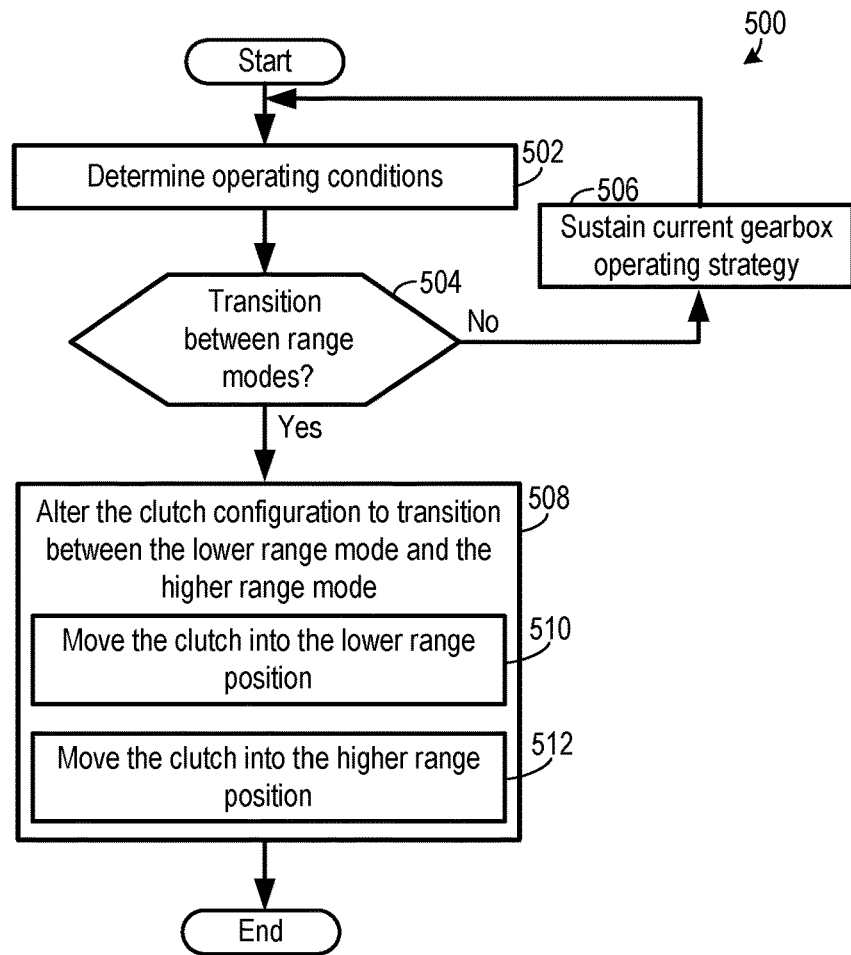 500
Start
Determine operating conditions
502
506
Sustain current gearbox
operating strategy
Transition
between range
modes?
504
No
Yes
Alter the clutch configuration to transition
between the lower range mode and the
higher range mode
508
Move the clutch into the lower range
position
510
Move the clutch into the higher range
position
512
End